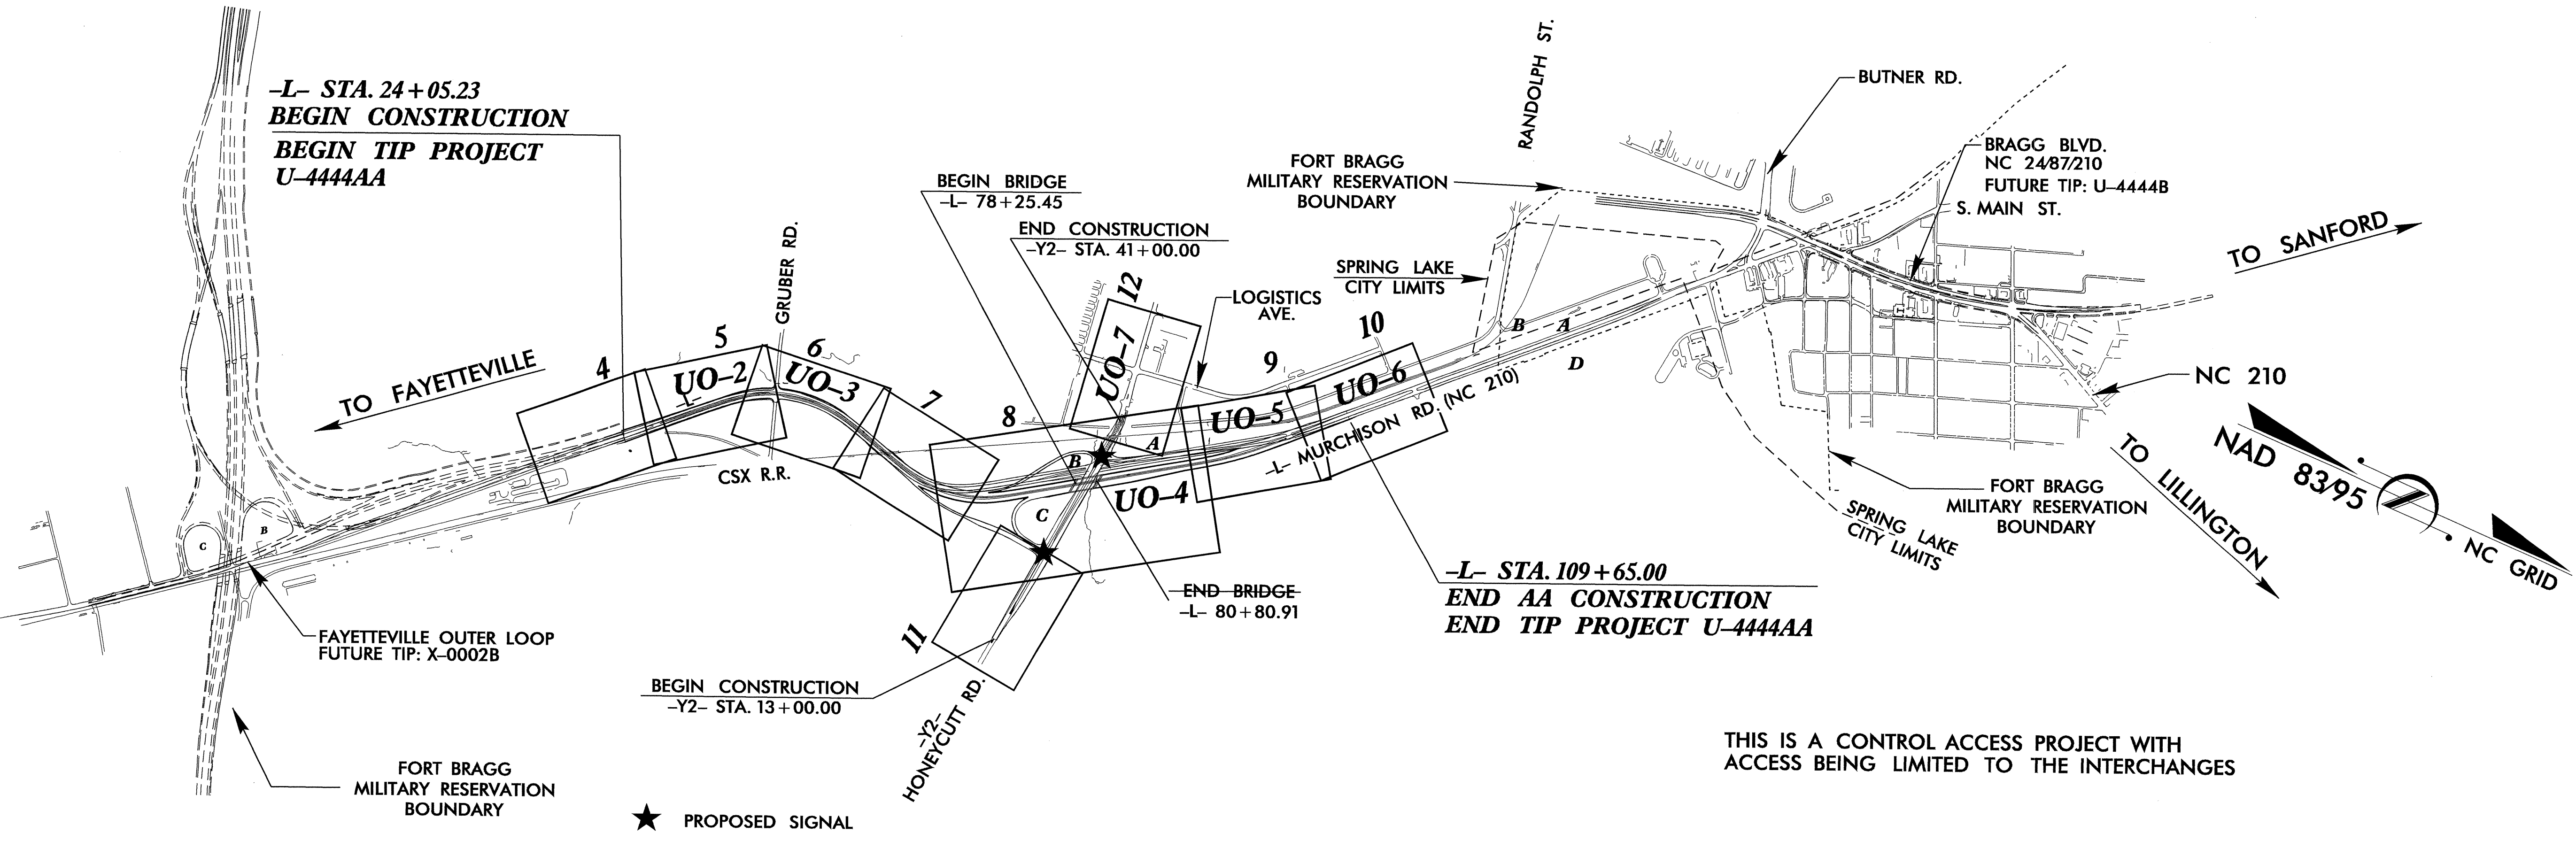 –L– STA. 24+05.23
BEGIN CONSTRUCTION
BEGIN TIP PROJECT
U–4444AA
TO FAYETTEVILLE
4
5
UO–2
–L–
GRUBER RD.
6
UO–3
7
CSX R.R.
BEGIN BRIDGE
–L– 78+25.45
END CONSTRUCTION
–Y2– STA. 41+00.00
8
12
UO–7
LOGISTICS
AVE.
A
B
C
UO–4
9
UO–5
10
UO–6
–L– MURCHISON RD. (NC 210)
FORT BRAGG
MILITARY RESERVATION
BOUNDARY
RANDOLPH ST.
SPRING LAKE
CITY LIMITS
B
A
D
BUTNER RD.
BRAGG BLVD.
NC 24/87/210
FUTURE TIP: U–4444B
S. MAIN ST.
TO SANFORD
NC 210
NAD 83/95
NC GRID
TO LILLINGTON
FORT BRAGG
MILITARY RESERVATION
BOUNDARY
SPRING LAKE
CITY LIMITS
–L– STA. 109+65.00
END AA CONSTRUCTION
END TIP PROJECT U–4444AA
END BRIDGE
–L– 80+80.91
C
B
FAYETTEVILLE OUTER LOOP
FUTURE TIP: X–0002B
11
BEGIN CONSTRUCTION
–Y2– STA. 13+00.00
–Y2–
HONEYCUTT RD.
FORT BRAGG
MILITARY RESERVATION
BOUNDARY
PROPOSED SIGNAL
THIS IS A CONTROL ACCESS PROJECT WITH
ACCESS BEING LIMITED TO THE INTERCHANGES